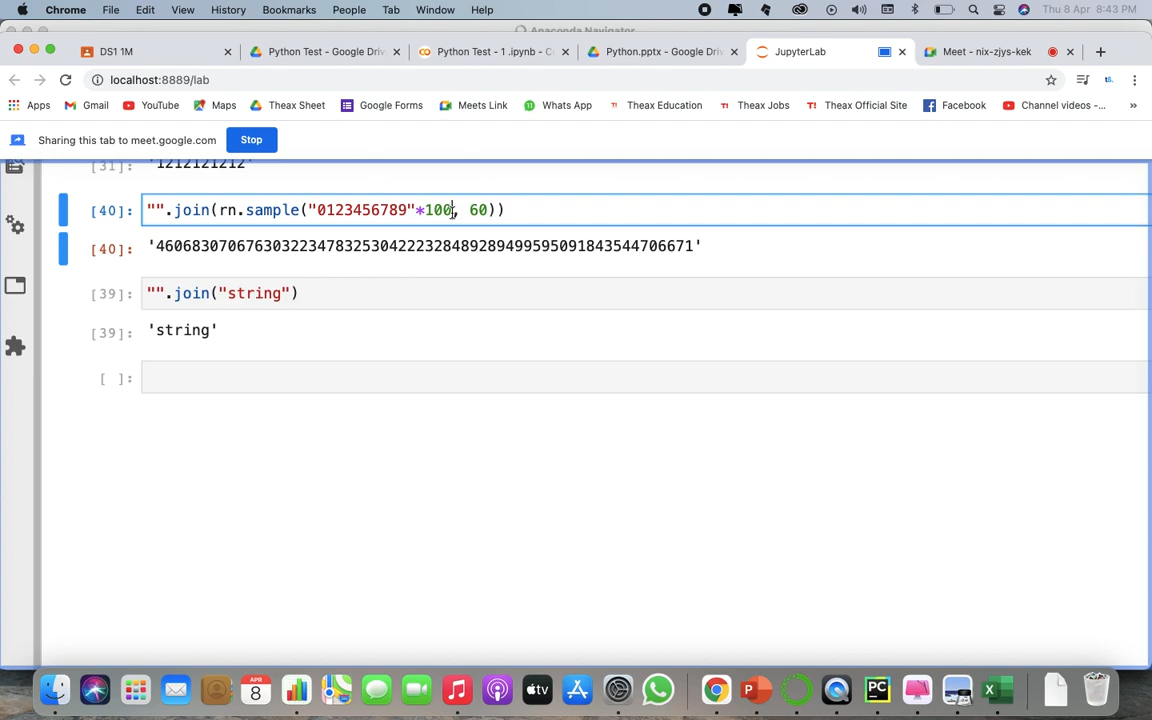 Chrome File Edit View History Bookmarks People Tab Window Help Thu 8 Apr 8:43 PM
Anaconda Navigator
DS1 1M Python Test - Google Driv Python Test - 1 .ipynb - C Python.pptx - Google Driv JupyterLab Meet - nix-zjys-kek
localhost:8889/lab
Apps Gmail YouTube Maps Theax Sheet Google Forms Meets Link Whats App Theax Education Theax Jobs Theax Official Site Facebook Channel videos -... »
Sharing this tab to meet.google.com Stop
[31]: '1212121212'
[40]: "".join(rn.sample("0123456789"*100, 60))
[40]: '460683070676303223478325304222328489289499595091843544706671'
[39]: "".join("string")
[39]: 'string'
[ ]: